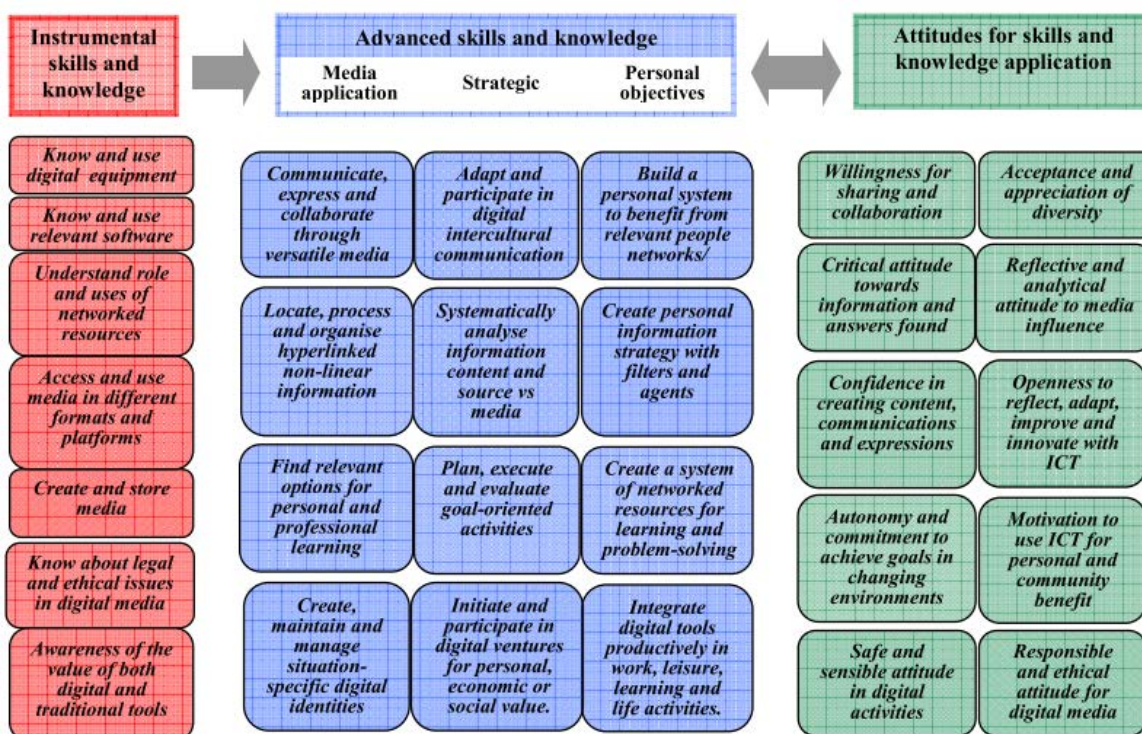 Instrumental
skills and
knowledge
Advanced skills and knowledge
Media
application
Strategic
Personal
objectives
Attitudes for skills and
knowledge application
Know and use
digital equipment
Know and use
relevant software
Understand role
and uses of
networked
resources
Access and use
media in different
formats and
platforms
Create and store
media
Know about legal
and ethical issues
in digital media
Awareness of the
value of both
digital and
traditional tools
Communicate,
express and
collaborate
through
versatile media
Adapt and
participate in
digital
intercultural
communication
Build a
personal system
to benefit from
relevant people
networks/
Locate, process
and organise
hyperlinked
non-linear
information
Systematically
analyse
information
content and
source vs
media
Create personal
information
strategy with
filters and
agents
Find relevant
options for
personal and
professional
learning
Plan, execute
and evaluate
goal-oriented
activities
Create a system
of networked
resources for
learning and
problem-solving
Create,
maintain and
manage
situation-
specific digital
identities
Initiate and
participate in
digital ventures
for personal,
economic or
social value.
Integrate
digital tools
productively in
work, leisure,
learning and
life activities.
Willingness for
sharing and
collaboration
Acceptance and
appreciation of
diversity
Critical attitude
towards
information and
answers found
Reflective and
analytical
attitude to media
influence
Confidence in
creating content,
communications
and expressions
Openness to
reflect, adapt,
improve and
innovate with
ICT
Autonomy and
commitment to
achieve goals in
changing
environments
Motivation to
use ICT for
personal and
community
benefit
Safe and
sensible attitude
in digital
activities
Responsible
and ethical
attitude for
digital media